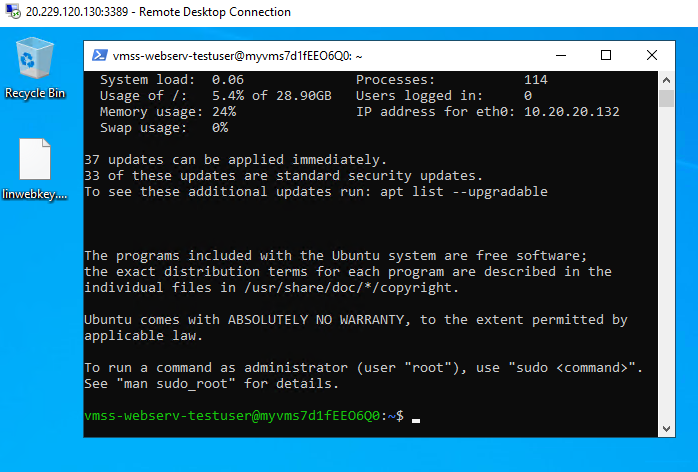 20.229.120.130:3389 - Remote Desktop Connection
vmss-webserv-testuser@myvms7d1fEEO6Q0: ~
Recycle Bin
linwebkey....
System load:  0.06              Processes:             114
Usage of /:   5.4% of 28.90GB   Users logged in:       0
Memory usage: 24%               IP address for eth0: 10.20.20.132
Swap usage:   0%
37 updates can be applied immediately.
33 of these updates are standard security updates.
To see these additional updates run: apt list --upgradable
The programs included with the Ubuntu system are free software;
the exact distribution terms for each program are described in the
individual files in /usr/share/doc/*/copyright.
Ubuntu comes with ABSOLUTELY NO WARRANTY, to the extent permitted by
applicable law.
To run a command as administrator (user "root"), use "sudo <command>".
See "man sudo_root" for details.
vmss-webserv-testuser@myvms7d1fEEO6Q0:~$